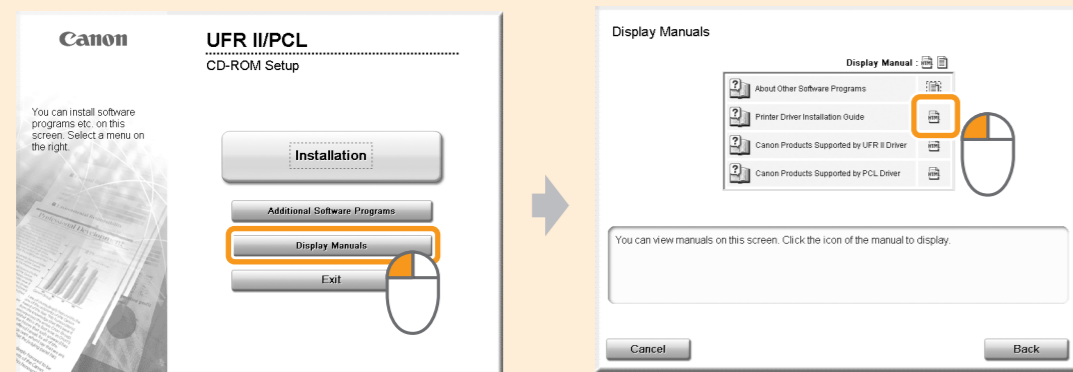 Canon
UFR II/PCL
CD-ROM Setup
You can install software
programs etc. on this
screen. Select a menu on
the right.
Installation
Additional Software Programs
Display Manuals
Exit
Display Manuals
Display Manual :
About Other Software Programs
Printer Driver Installation Guide
HTML
Canon Products Supported by UFR II Driver
HTML
Canon Products Supported by PCL Driver
HTML
You can view manuals on this screen. Click the icon of the manual to display.
Cancel
Back